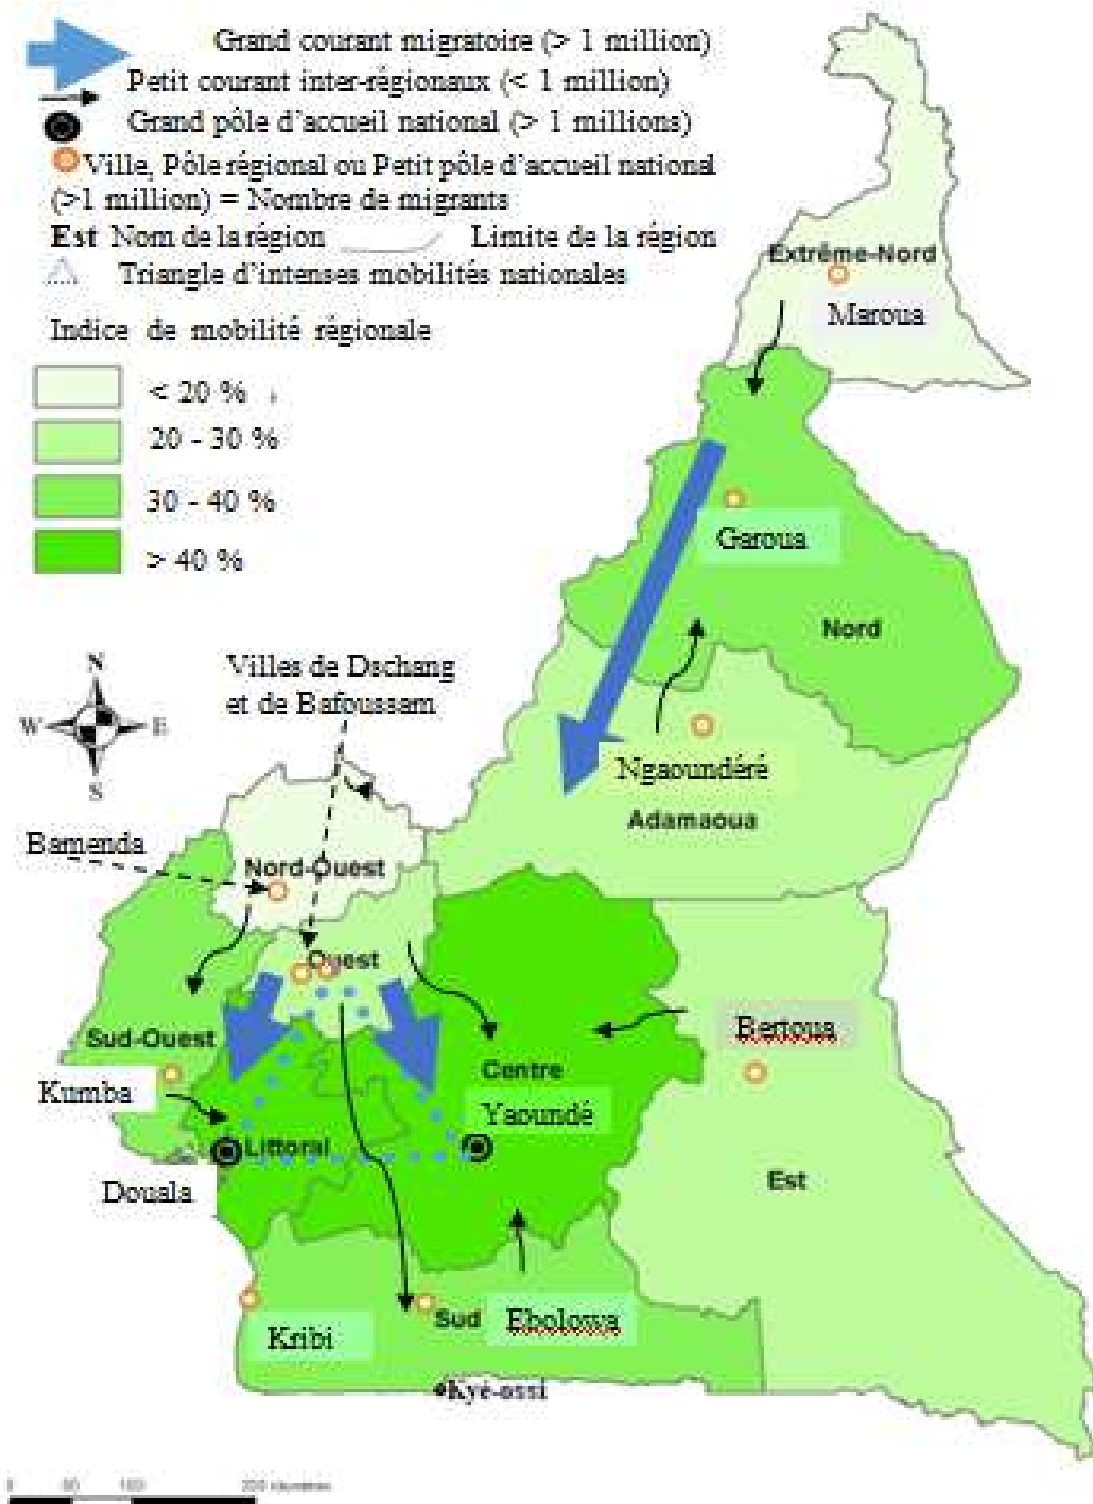 Grand courant migratoire (> 1 million)
Petit courant inter-régionaux (< 1 million)
Grand pôle d'accueil national (> 1 millions)
Ville, Pôle régional ou Petit pôle d'accueil national
(>1 million) = Nombre de migrants
Est Nom de la région Limite de la région
Triangle d'intenses mobilités nationales
Indice de mobilité régionale
< 20 %
20 - 30 %
30 - 40 %
> 40 %
Extrême-Nord
Maroua
Garoua
Nord
N
W E
S
Villes de Dschang
et de Bafoussam
Ngaoundéré
Adamaoua
Bamenda
Nord-Ouest
Ouest
Sud-Ouest
Bertoua
Centre
Kumba
Yaoundé
Littoral
Est
Douala
Sud
Ebolowa
Kribi
Kyé-ossi
0
200